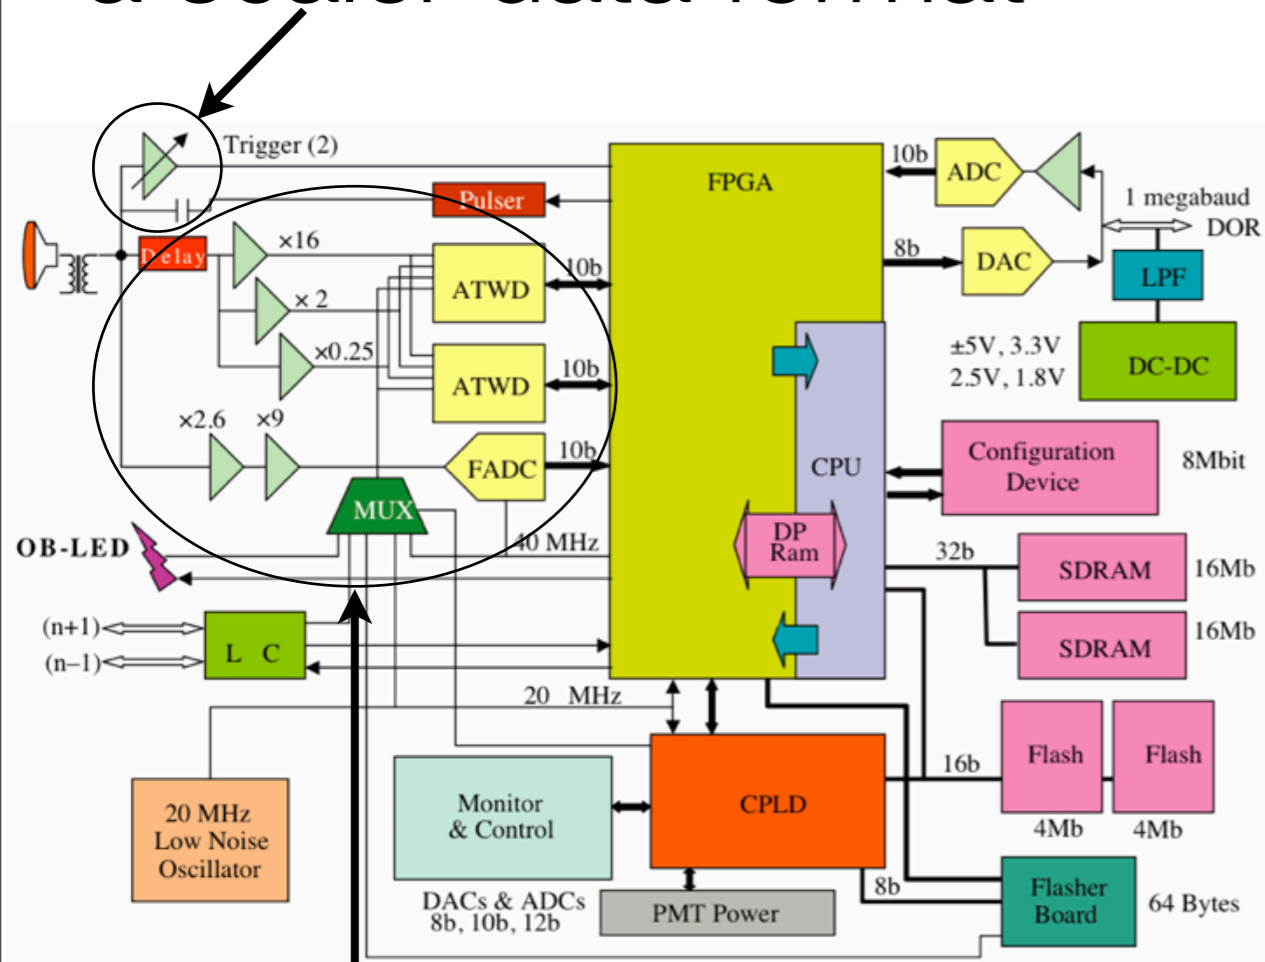 a scaler data format
Trigger (2)
Pulser
Delay
×16
× 2
×0.25
×2.6
×9
ATWD
10b
ATWD
10b
FADC
10b
MUX
OB-LED
40 MHz
(n+1)
(n–1)
L C
20 MHz
20 MHz
Low Noise
Oscillator
Monitor
& Control
DACs & ADCs
8b, 10b, 12b
FPGA
CPU
DP
Ram
CPLD
PMT Power
10b
ADC
8b
DAC
1 megabaud
DOR
LPF
±5V, 3.3V
2.5V, 1.8V
DC-DC
Configuration
Device
8Mbit
32b
SDRAM
16Mb
SDRAM
16Mb
16b
Flash
Flash
4Mb
4Mb
8b
Flasher
Board
64 Bytes